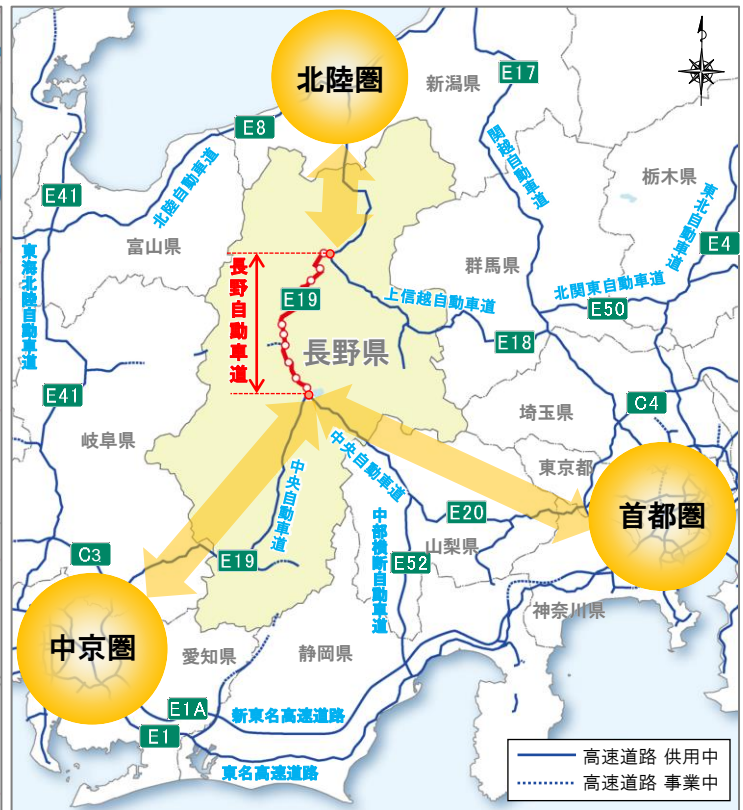 北陸圏
新潟県
E17
E8
関越自動車道
栃木県
E41
北陸自動車道
東北自動車道
E4
富山県
東海北陸自動車道
長野自動車道
E19
群馬県
上信越自動車道
北関東自動車道
E50
長野県
E18
E41
C4
埼玉県
岐阜県
東京都
中央自動車道
中央自動車道
首都圏
E20
C3
E19
中部横断自動車道
E52
山梨県
神奈川県
中京圏
愛知県
静岡県
E1A
新東名高速道路
E1
東名高速道路
高速道路 供用中
高速道路 事業中